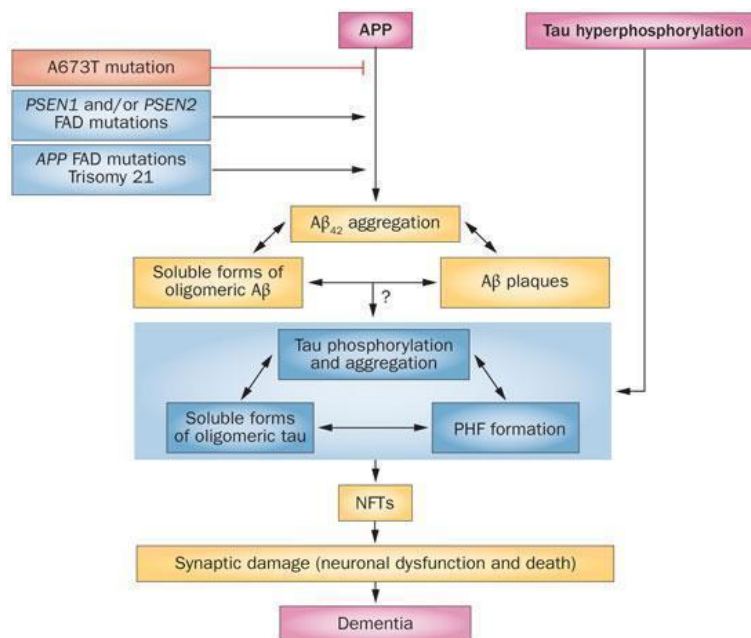 APP
Tau hyperphosphorylation
A673T mutation
PSEN1 and/or PSEN2
FAD mutations
APP FAD mutations
Trisomy 21
Aβ₄₂ aggregation
Soluble forms of
oligomeric Aβ
?
Aβ plaques
Tau phosphorylation
and aggregation
Soluble forms
of oligomeric tau
PHF formation
NFTs
Synaptic damage (neuronal dysfunction and death)
Dementia